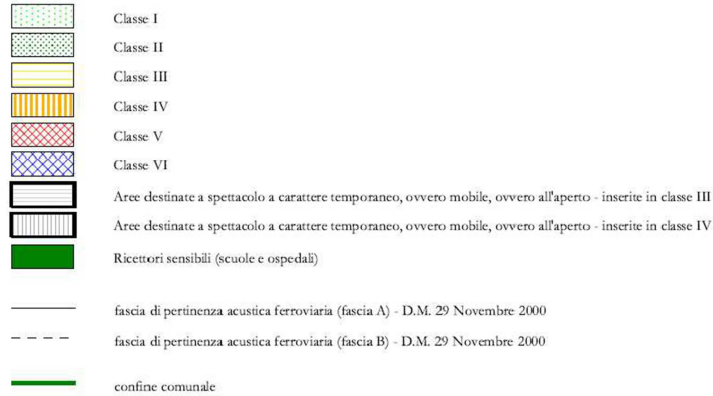 Classe I
Classe II
Classe III
Classe IV
Classe V
Classe VI
Aree destinate a spettacolo a carattere temporaneo, ovvero mobile, ovvero all'aperto - inserite in classe III
Aree destinate a spettacolo a carattere temporaneo, ovvero mobile, ovvero all'aperto - inserite in classe IV
Ricettori sensibili (scuole e ospedali)
fascia di pertinenza acustica ferroviaria (fascia A) - D.M. 29 Novembre 2000
fascia di pertinenza acustica ferroviaria (fascia B) - D.M. 29 Novembre 2000
confine comunale